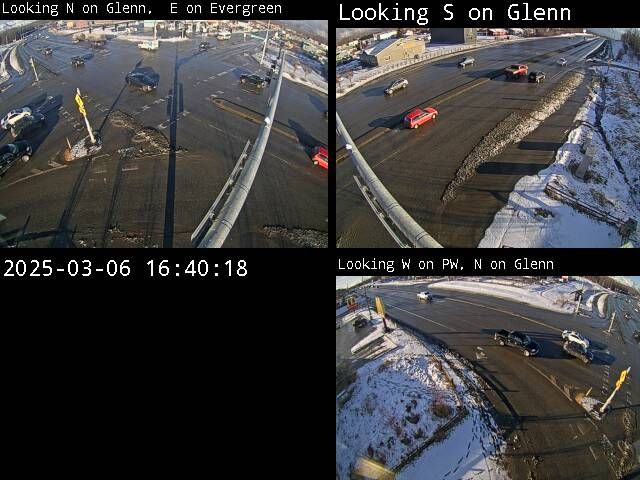 Looking N on Glenn,  E on Evergreen
Looking S on Glenn
2025-03-06 16:40:18
Looking W on PW, N on Glenn